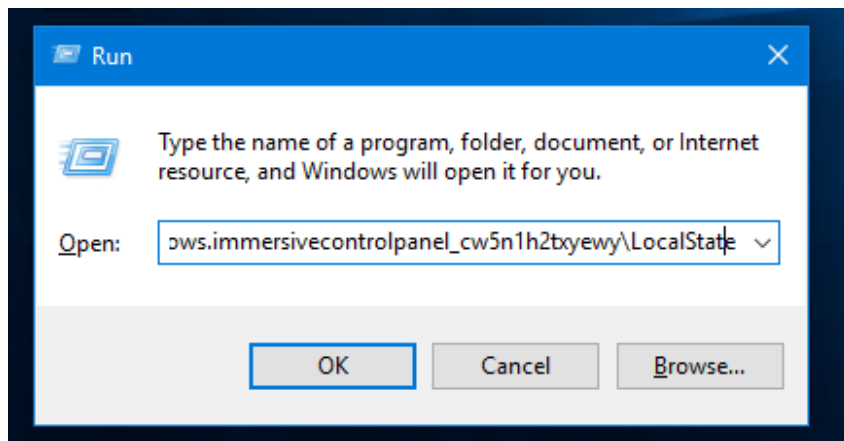 Run
Type the name of a program, folder, document, or Internet
resource, and Windows will open it for you.
Open: ows.immersivecontrolpanel_cw5n1h2txyewy\LocalState
OK Cancel Browse...